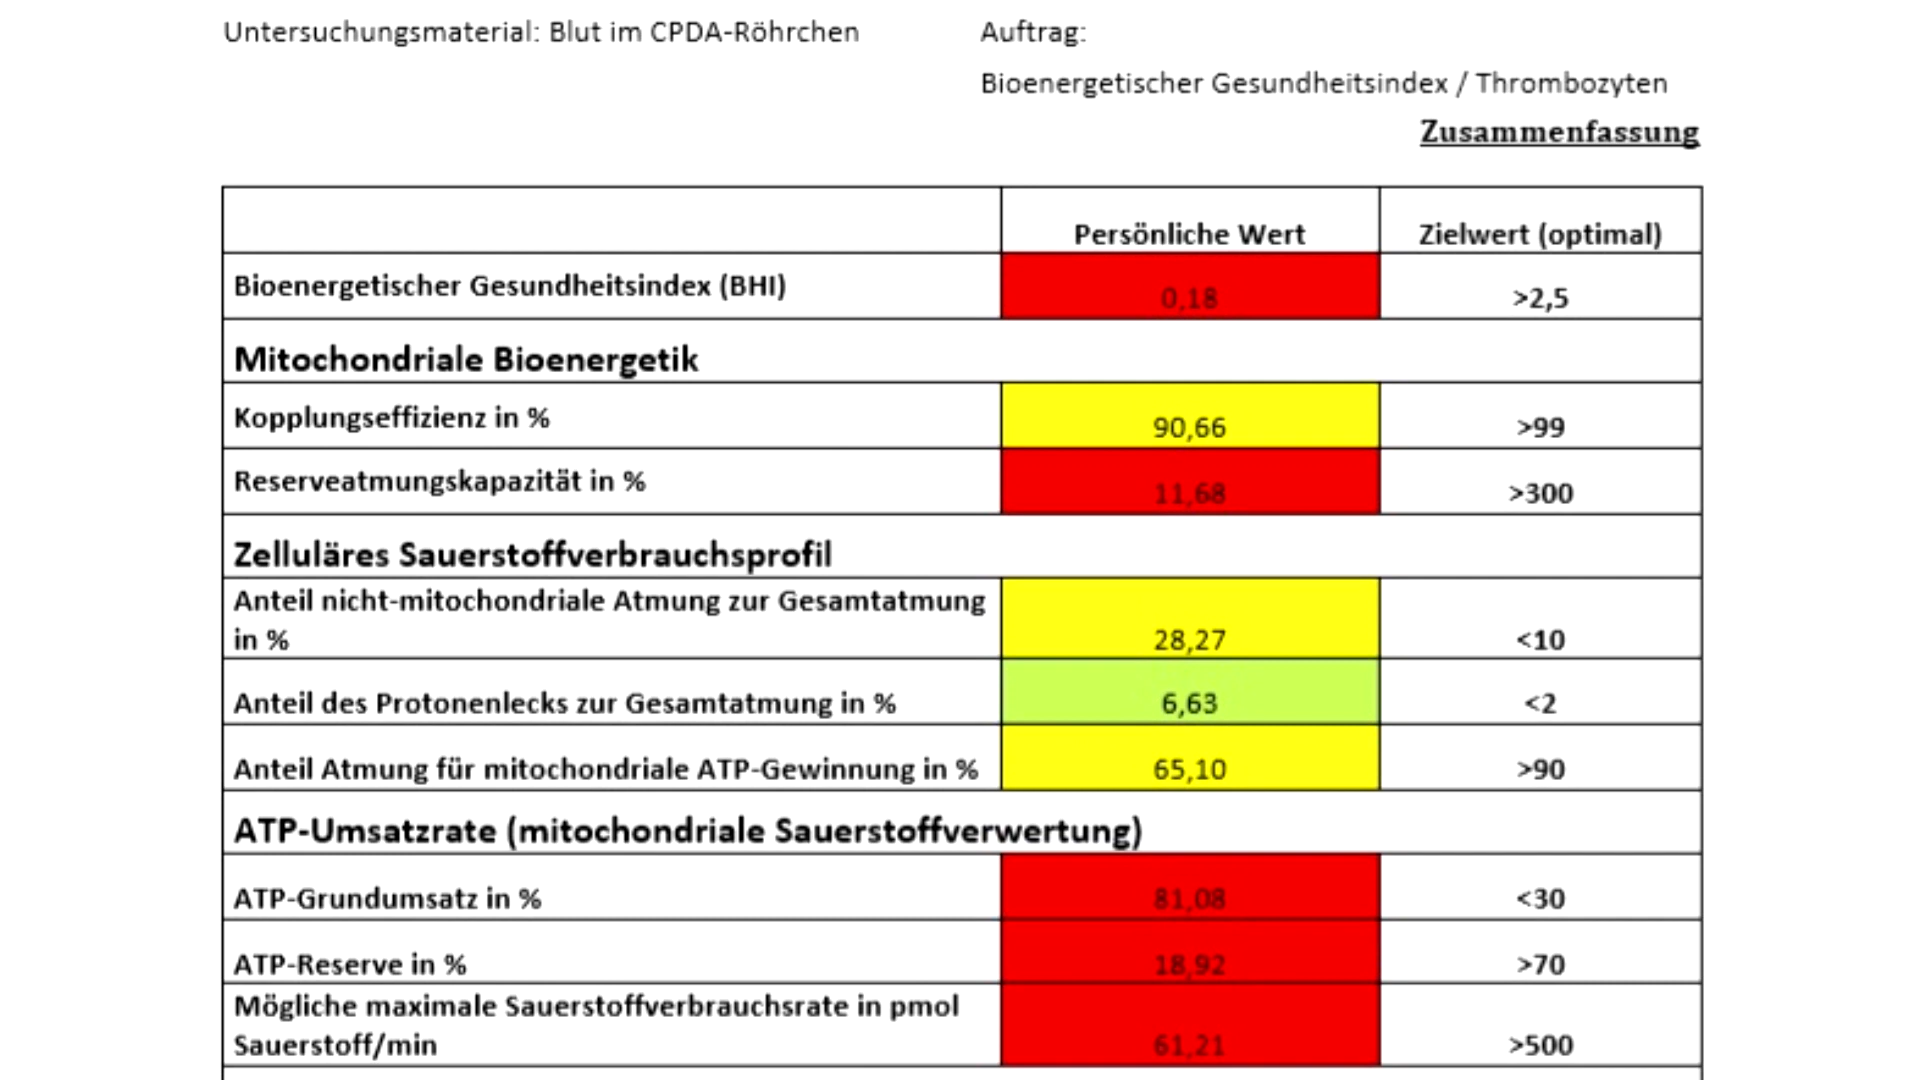 Untersuchungsmaterial: Blut im CPDA-Röhrchen
Auftrag:
Bioenergetischer Gesundheitsindex / Thrombozyten
Zusammenfassung
Persönliche Wert Zielwert (optimal)
Bioenergetischer Gesundheitsindex (BHI) 0,18 >2,5
Mitochondriale Bioenergetik
Kopplungseffizienz in % 90,66 >99
Reserveatmungskapazität in % 11,68 >300
Zelluläres Sauerstoffverbrauchsprofil
Anteil nicht-mitochondriale Atmung zur Gesamtatmung
in % 28,27 <10
Anteil des Protonenlecks zur Gesamtatmung in % 6,63 <2
Anteil Atmung für mitochondriale ATP-Gewinnung in % 65,10 >90
ATP-Umsatzrate (mitochondriale Sauerstoffverwertung)
ATP-Grundumsatz in % 81,08 <30
ATP-Reserve in % 18,92 >70
Mögliche maximale Sauerstoffverbrauchsrate in pmol
Sauerstoff/min 61,21 >500